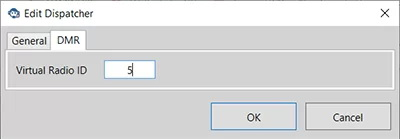 Edit Dispatcher
General DMR
Virtual Radio ID 5
OK Cancel